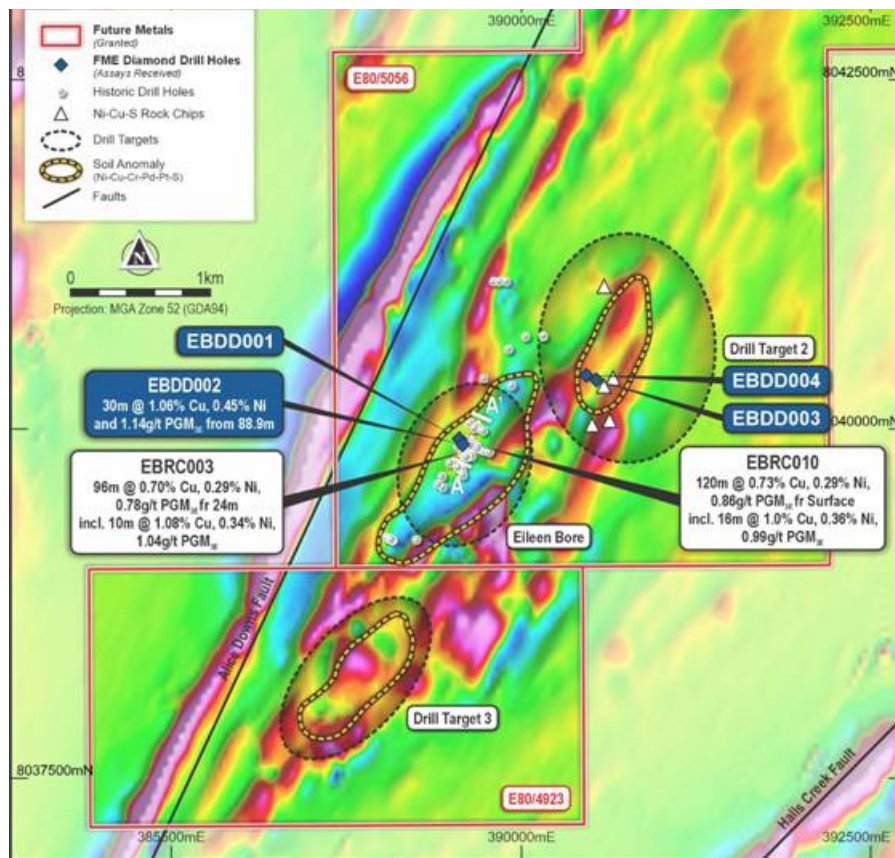 390000mE
392500mE
Future Metals
(Granted)
FME Diamond Drill Holes
(Assays Received)
Historic Drill Holes
Ni-Cu-S Rock Chips
Drill Targets
Soil Anomaly
(Ni-Cu-Cr-Pd-Pt-S)
Faults
E80/5056
8042500mN
N
0 1km
Projection: MGA Zone 52 (GDA94)
EBDD001
Drill Target 2
EBDD002
30m @ 1.06% Cu, 0.45% Ni
and 1.14g/t PGM3E from 88.9m
EBDD004
EBDD003
A'
A
8040000mN
EBRC003
96m @ 0.70% Cu, 0.29% Ni,
0.78g/t PGM3E fr 24m
incl. 10m @ 1.08% Cu, 0.34% Ni,
1.04g/t PGM3E
EBRC010
120m @ 0.73% Cu, 0.29% Ni,
0.86g/t PGM3E fr Surface
incl. 16m @ 1.0% Cu, 0.36% Ni,
0.99g/t PGM3E
Eileen Bore
Alice Downs Fault
Drill Target 3
8037500mN
E80/4923
Halls Creek Fault
385500mE
390000mE
392500mE